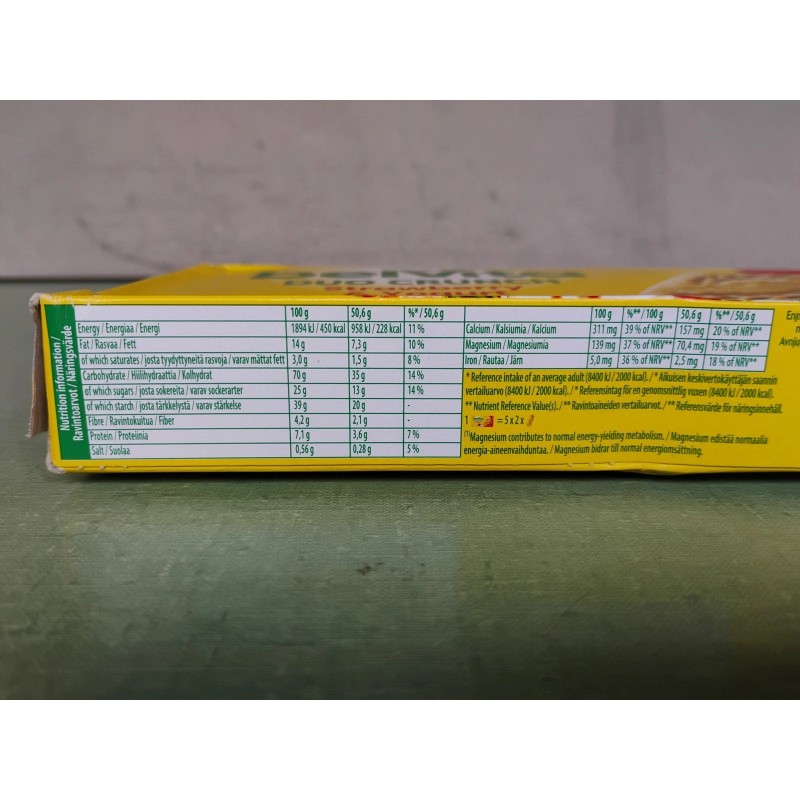 belVita
DUO CRUNCH
Strawberry
Nutrition information /
Ravintoarvot / Näringsvärde
100 g 50,6 g %* / 50,6 g
Energy / Energiaa / Energi 1894 kJ / 450 kcal 958 kJ / 228 kcal 11 %
Fat / Rasvaa / Fett 14 g 7,3 g 10 %
of which saturates / josta tyydyttyneitä rasvoja / varav mättat fett 3,0 g 1,5 g 8 %
Carbohydrate / Hiilihydraattia / Kolhydrat 70 g 35 g 14 %
of which sugars / josta sokereita / varav sockerarter 25 g 13 g 14 %
of which starch / josta tärkkelystä / varav stärkelse 39 g 20 g -
Fibre / Ravintokuitua / Fiber 4,2 g 2,1 g -
Protein / Proteiinia 7,1 g 3,6 g 7 %
Salt / Suolaa 0,56 g 0,28 g 5 %
100 g %** / 100 g 50,6 g %** / 50,6 g
Calcium / Kalsiumia / Kalcium 311 mg 39 % of NRV** 157 mg 20 % of NRV**
Magnesium / Magnesiumia 139 mg 37 % of NRV** 70,4 mg 19 % of NRV**
Iron / Rautaa / Järn 5,0 mg 36 % of NRV** 2,5 mg 18 % of NRV**
* Reference intake of an average adult (8400 kJ / 2000 kcal). / * Aikuisen keskivertokäyttäjän saannin
vertailuarvo (8400 kJ / 2000 kcal). / * Referensintag för en genomsnittlig vuxen (8400 kJ / 2000 kcal).
** Nutrient Reference Value(s). / ** Ravintoaineiden vertailuarvot. / ** Referensvärde för näringsinnehåll.
1 = 5 x 2 x
(1)Magnesium contributes to normal energy-yielding metabolism. / Magnesium edistää normaalia
energia-aineenvaihduntaa. / Magnesium bidrar till normal energiomsättning.